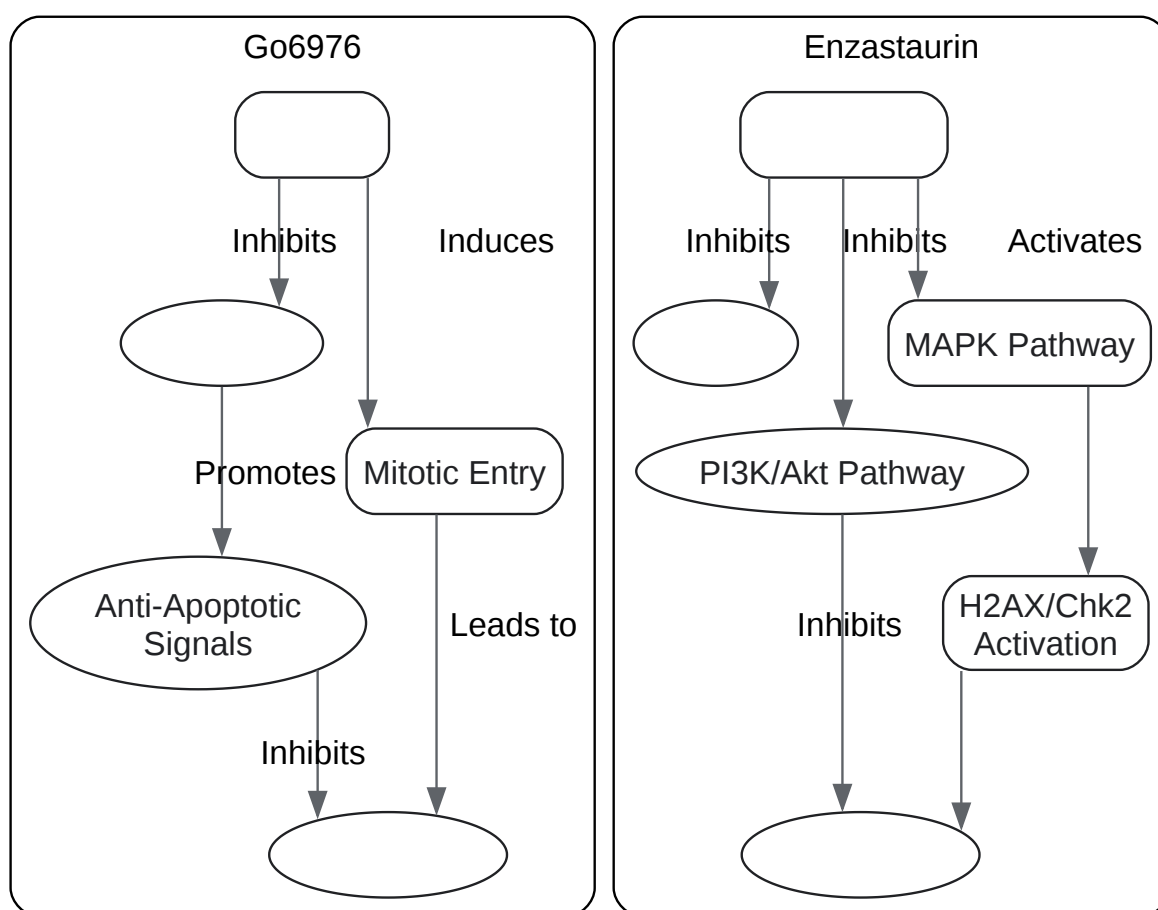 Go6976
Enzastaurin
Inhibits
Induces
Inhibits
Inhibits
Activates
MAPK Pathway
Promotes
Mitotic Entry
PI3K/Akt Pathway
Anti-Apoptotic
Signals
Leads to
Inhibits
H2AX/Chk2
Activation
Inhibits